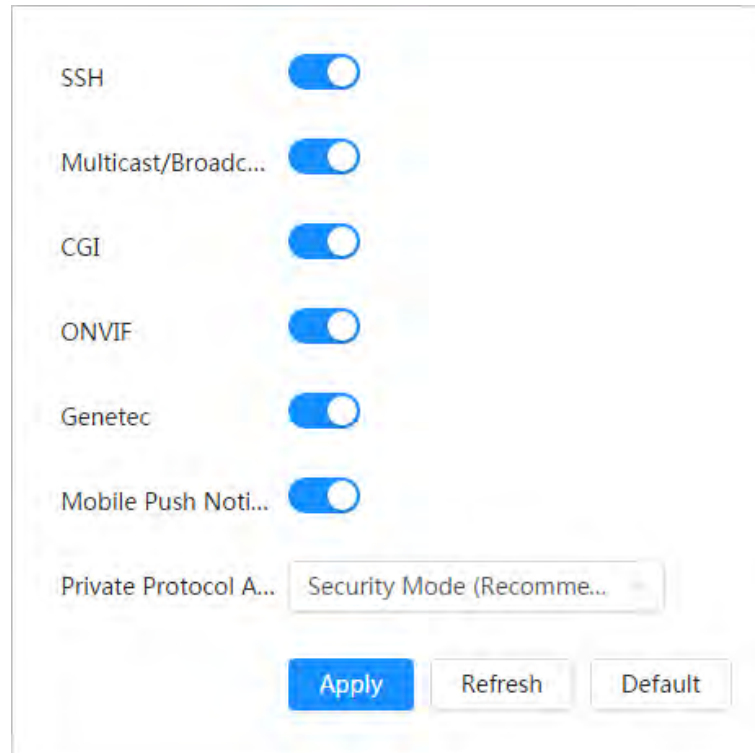 SSH
Multicast/Broadc...
CGI
ONVIF
Genetec
Mobile Push Noti...
Private Protocol A... Security Mode (Recomme...
Apply Refresh Default